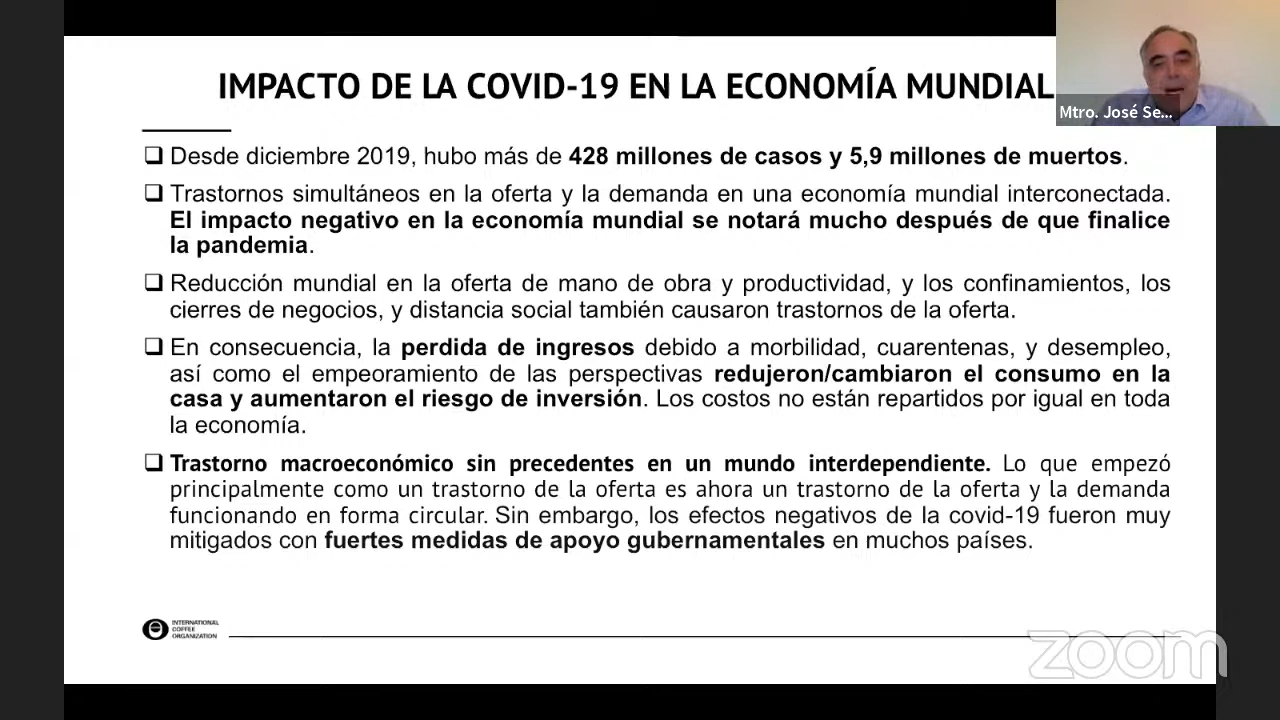 IMPACTO DE LA COVID-19 EN LA ECONOMÍA MUNDIAL
Mtro. José Se...
❑ Desde diciembre 2019, hubo más de 428 millones de casos y 5,9 millones de muertos.
❑ Trastornos simultáneos en la oferta y la demanda en una economía mundial interconectada.
El impacto negativo en la economía mundial se notará mucho después de que finalice
la pandemia.
❑ Reducción mundial en la oferta de mano de obra y productividad, y los confinamientos, los
cierres de negocios, y distancia social también causaron trastornos de la oferta.
❑ En consecuencia, la perdida de ingresos debido a morbilidad, cuarentenas, y desempleo,
así como el empeoramiento de las perspectivas redujeron/cambiaron el consumo en la
casa y aumentaron el riesgo de inversión. Los costos no están repartidos por igual en toda
la economía.
❑ Trastorno macroeconómico sin precedentes en un mundo interdependiente. Lo que empezó
principalmente como un trastorno de la oferta es ahora un trastorno de la oferta y la demanda
funcionando en forma circular. Sin embargo, los efectos negativos de la covid-19 fueron muy
mitigados con fuertes medidas de apoyo gubernamentales en muchos países.
INTERNATIONAL
COFFEE
ORGANIZATION
zoom